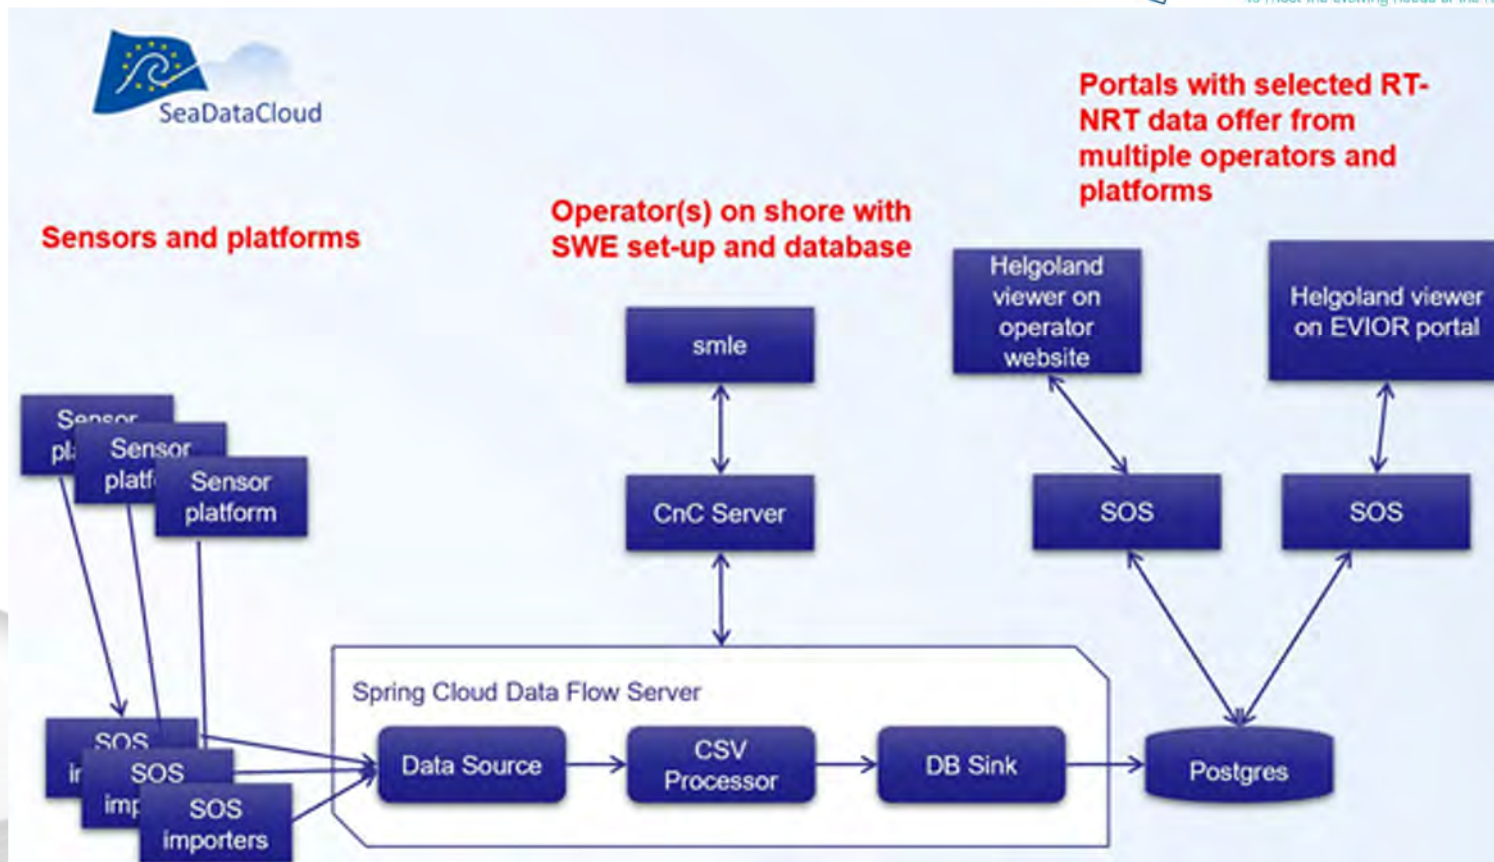 SeaDataCloud
Portals with selected RT-
NRT data offer from
multiple operators and
platforms
Operator(s) on shore with
SWE set-up and database
Sensors and platforms
Helgoland
viewer on
operator
website
Helgoland viewer
on EVIOR portal
smle
Sensor
Sensor
Sensor
platform
CnC Server
SOS
SOS
Spring Cloud Data Flow Server
SOS
SOS
SOS
importers
Data Source
CSV
Processor
DB Sink
Postgres